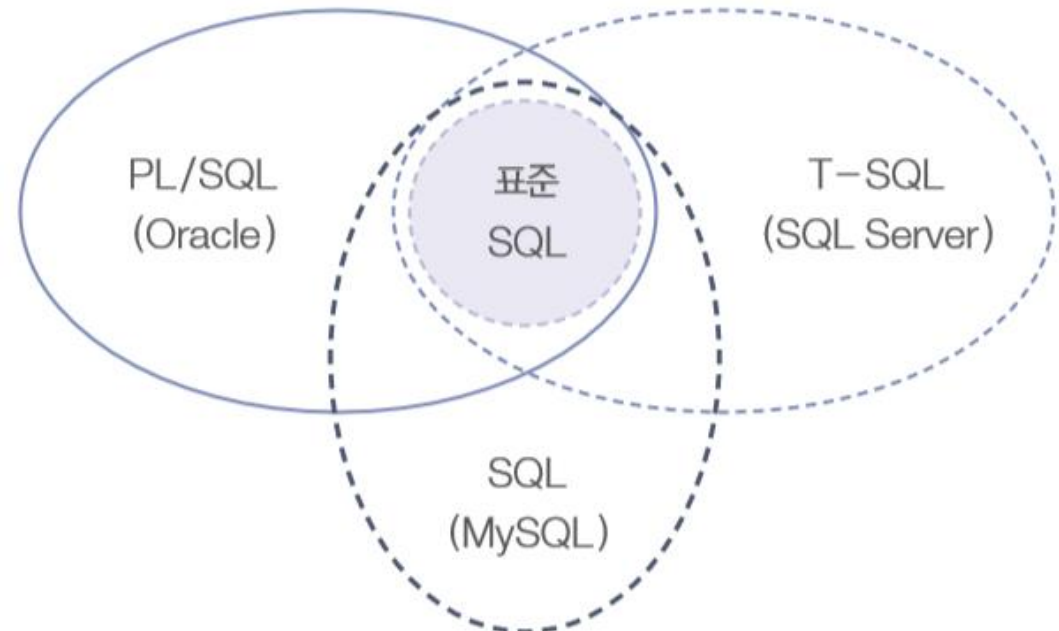 PL/SQL
(Oracle)
표준
SQL
T-SQL
(SQL Server)
SQL
(MySQL)